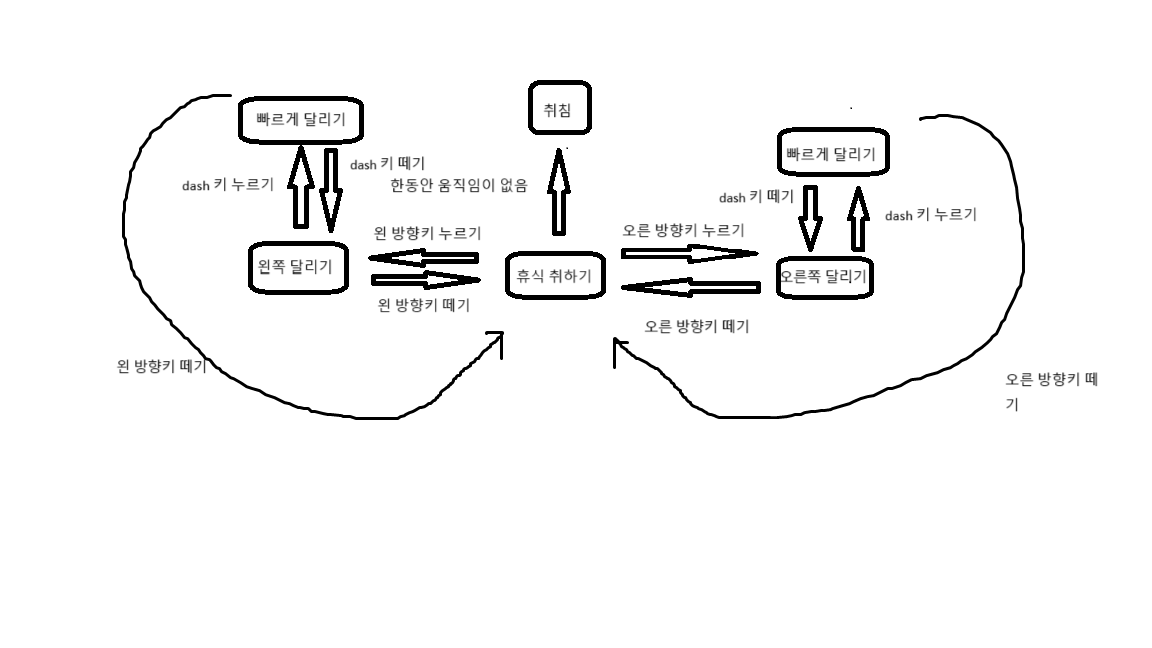 빠르게 달리기
취침
빠르게 달리기
dash 키 누르기
dash 키 떼기
한동안 움직임이 없음
dash 키 떼기
dash 키 누르기
왼 방향키 누르기
오른 방향키 누르기
왼쪽 달리기
휴식 취하기
오른쪽 달리기
왼 방향키 떼기
오른 방향키 떼기
왼 방향키 떼기
오른 방향키 떼
기